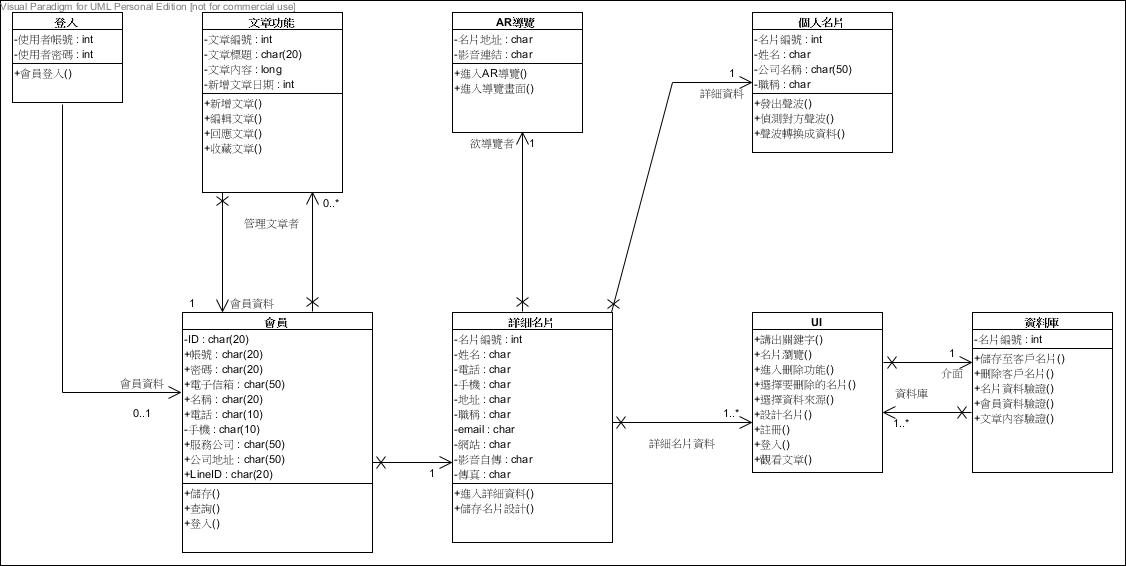 Visual Paradigm for UML Personal Edition [not for commercial use]
登入
-使用者帳號 : int
-使用者密碼 : int
+會員登入()
文章功能
-文章編號 : int
-文章標題 : char(20)
-文章內容 : long
-新增文章日期 : int
+新增文章()
+編輯文章()
+回應文章()
+收藏文章()
AR導覽
-名片地址 : char
-影音連結 : char
+進入AR導覽()
+進入導覽畫面()
個人名片
-名片編號 : int
-姓名 : char
-公司名稱 : char(50)
-職稱 : char
+發出聲波()
+偵測對方聲波()
+聲波轉換成資料()
1
詳細資料
欲導覽者
1
0..*
管理文章者
1
會員資料
會員資料
0..1
會員
-ID : char(20)
+帳號 : char(20)
+密碼 : char(20)
+電子信箱 : char(50)
+名稱 : char(20)
+電話 : char(10)
-手機 : char(10)
+服務公司 : char(50)
+公司地址 : char(50)
+LineID : char(20)
+儲存()
+查詢()
+登入()
1
詳細名片
-名片編號 : int
-姓名 : char
-電話 : char
-手機 : char
-地址 : char
-職稱 : char
-email : char
-網站 : char
-影音自傳 : char
-傳真 : char
+進入詳細資料()
+儲存名片設計()
1..*
詳細名片資料
UI
+講出關鍵字()
+名片瀏覽()
+進入刪除功能()
+選擇要刪除的名片()
+選擇資料來源()
+設計名片()
+註冊()
+登入()
+觀看文章()
1
介面
資料庫
1..*
資料庫
-名片編號 : int
+儲存至客戶名片()
+刪除客戶名片()
+名片資料驗證()
+會員資料驗證()
+文章內容驗證()